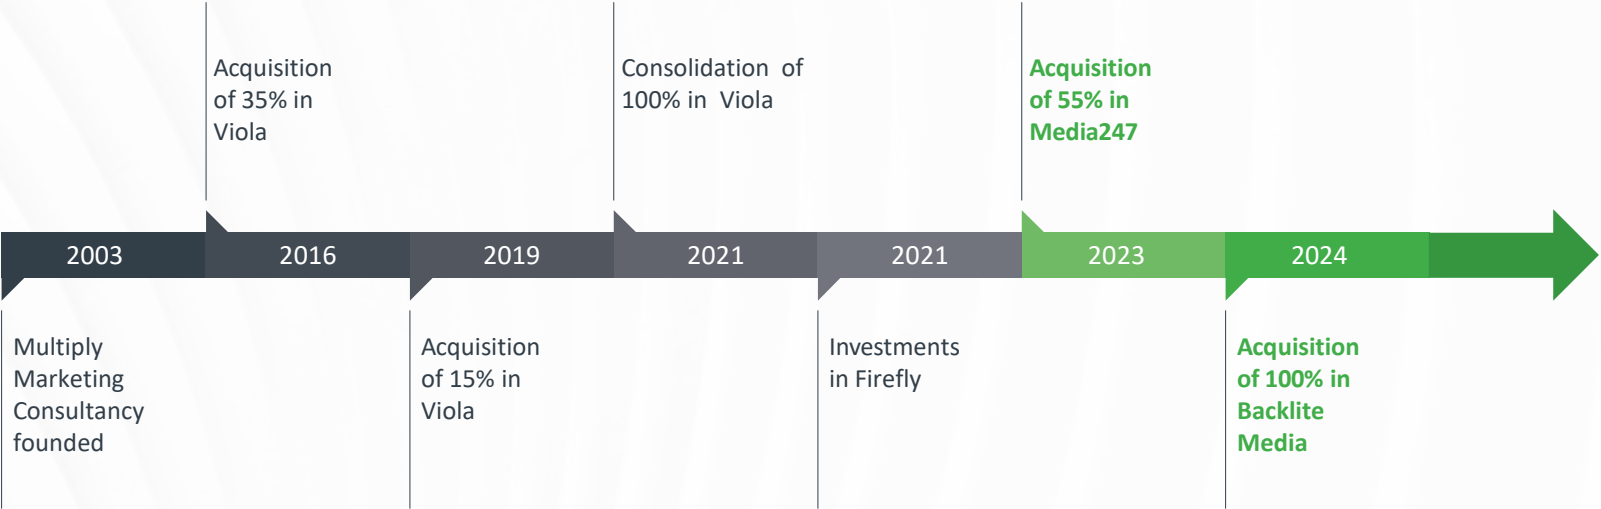 Acquisition
of 35% in
Viola
Consolidation of
100% in Viola
Acquisition
of 55% in
Media247
2003
2016
2019
2021
2021
2023
2024
Multiply
Marketing
Consultancy
founded
Acquisition
of 15% in
Viola
Investments
in Firefly
Acquisition
of 100% in
Backlite
Media